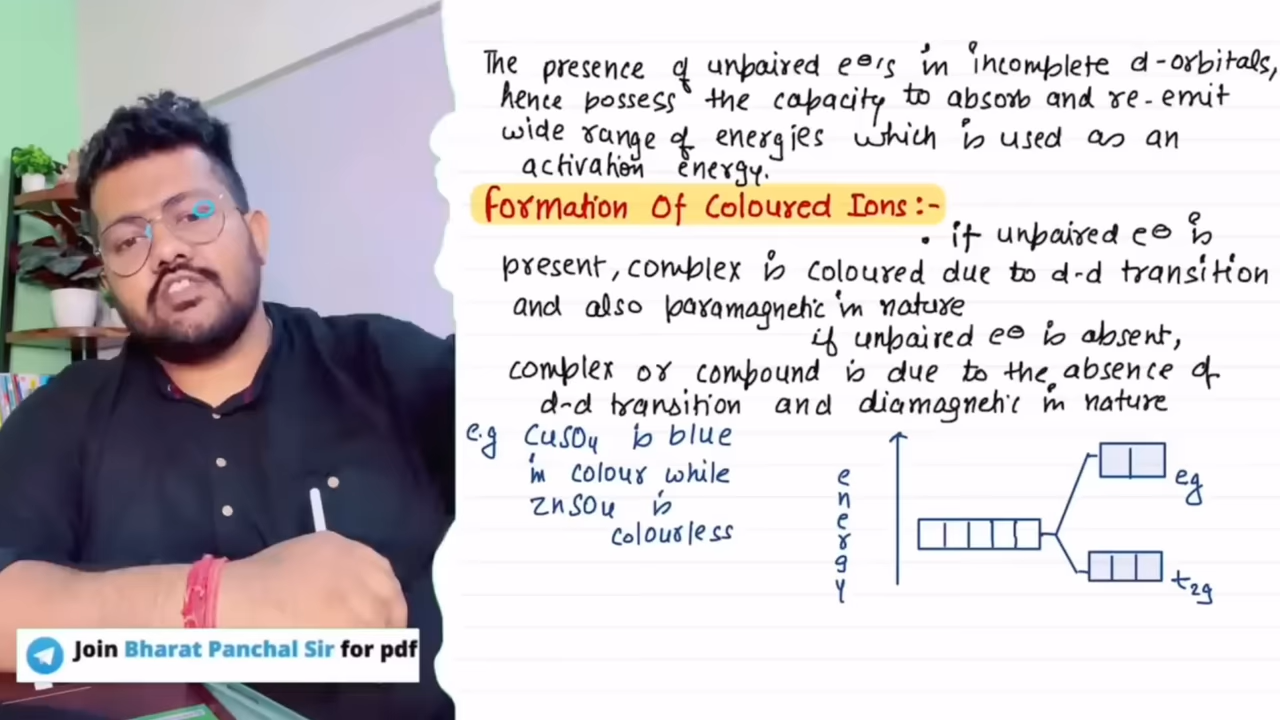 The presence of unpaired e⊖'s in incomplete d-orbitals,
hence possess the capacity to absorb and re-emit
wide range of energies which is used as an
activation energy.
Formation Of Coloured Ions :-
• if unpaired e⊖ is
present, complex is coloured due to d-d transition
and also paramagnetic in nature
if unpaired e⊖ is absent,
complex or compound is due to the absence of
d-d transition and diamagnetic in nature
e.g CuSO4 is blue
in colour while
ZnSO4 is
colourless
energy
eg
t2g
Join Bharat Panchal Sir for pdf